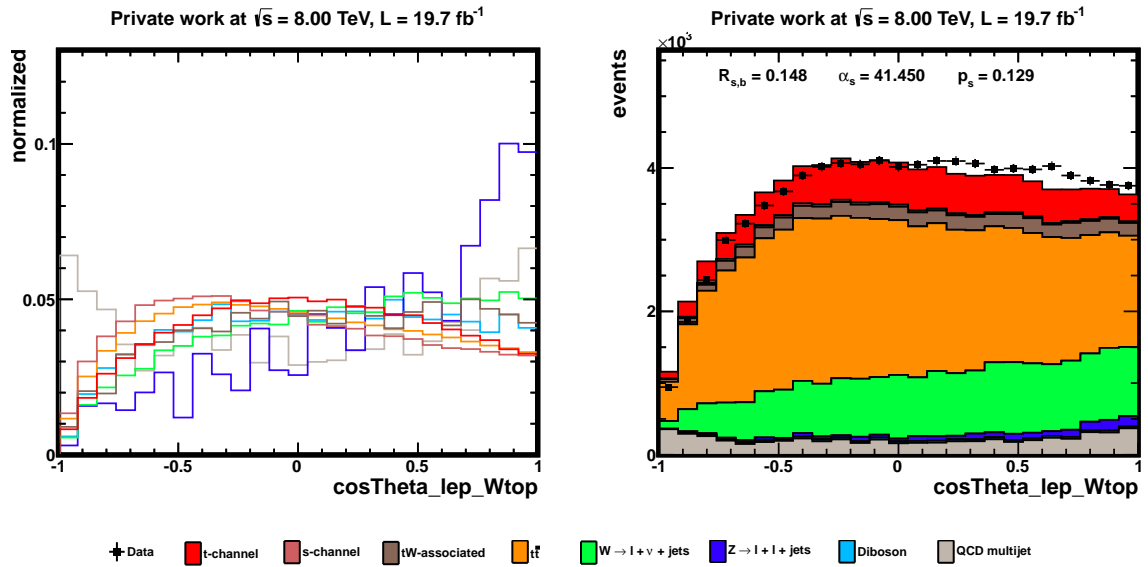 Private work at √s = 8.00 TeV, L = 19.7 fb⁻¹
normalized
0.1
0.05
0
-1
-0.5
0
0.5
1
cosTheta_lep_Wtop
Private work at √s = 8.00 TeV, L = 19.7 fb⁻¹
×10³
events
R_s,b = 0.148 α_s = 41.450 p_s = 0.129
4
2
0
-1
-0.5
0
0.5
1
cosTheta_lep_Wtop
Data t-channel s-channel tW-associated tt̄ W → l + ν + jets Z → l + l + jets Diboson QCD multijet